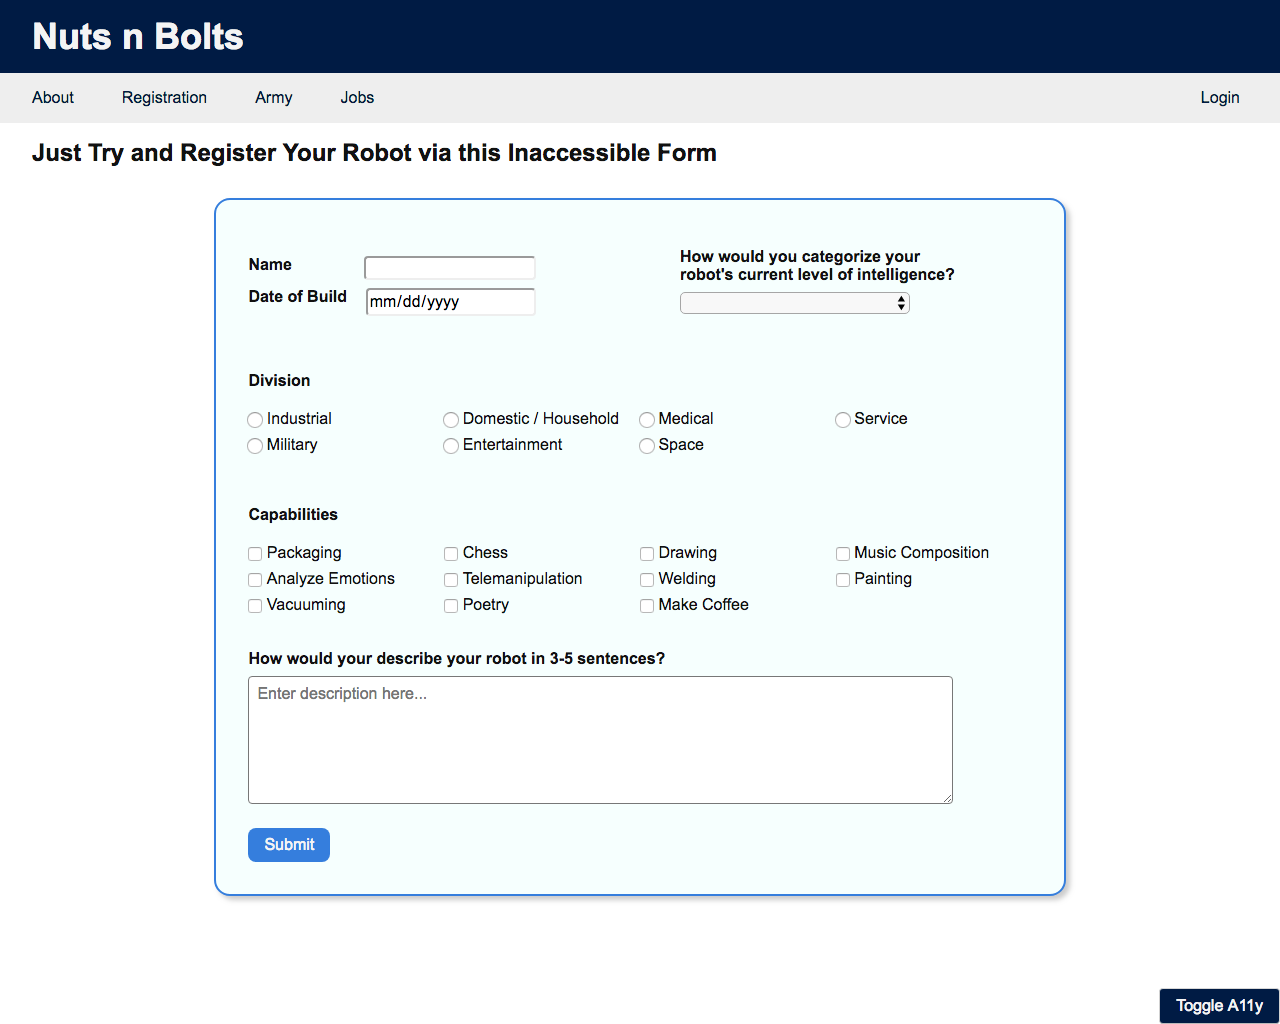 Nuts n Bolts
About Registration Army Jobs Login
Just Try and Register Your Robot via this Inaccessible Form
Name
Date of Build mm/dd/yyyy
How would you categorize your
robot's current level of intelligence?
Division
Industrial Domestic / Household Medical Service
Military Entertainment Space
Capabilities
Packaging Chess Drawing Music Composition
Analyze Emotions Telemanipulation Welding Painting
Vacuuming Poetry Make Coffee
How would your describe your robot in 3-5 sentences?
Enter description here...
Submit
Toggle A11y